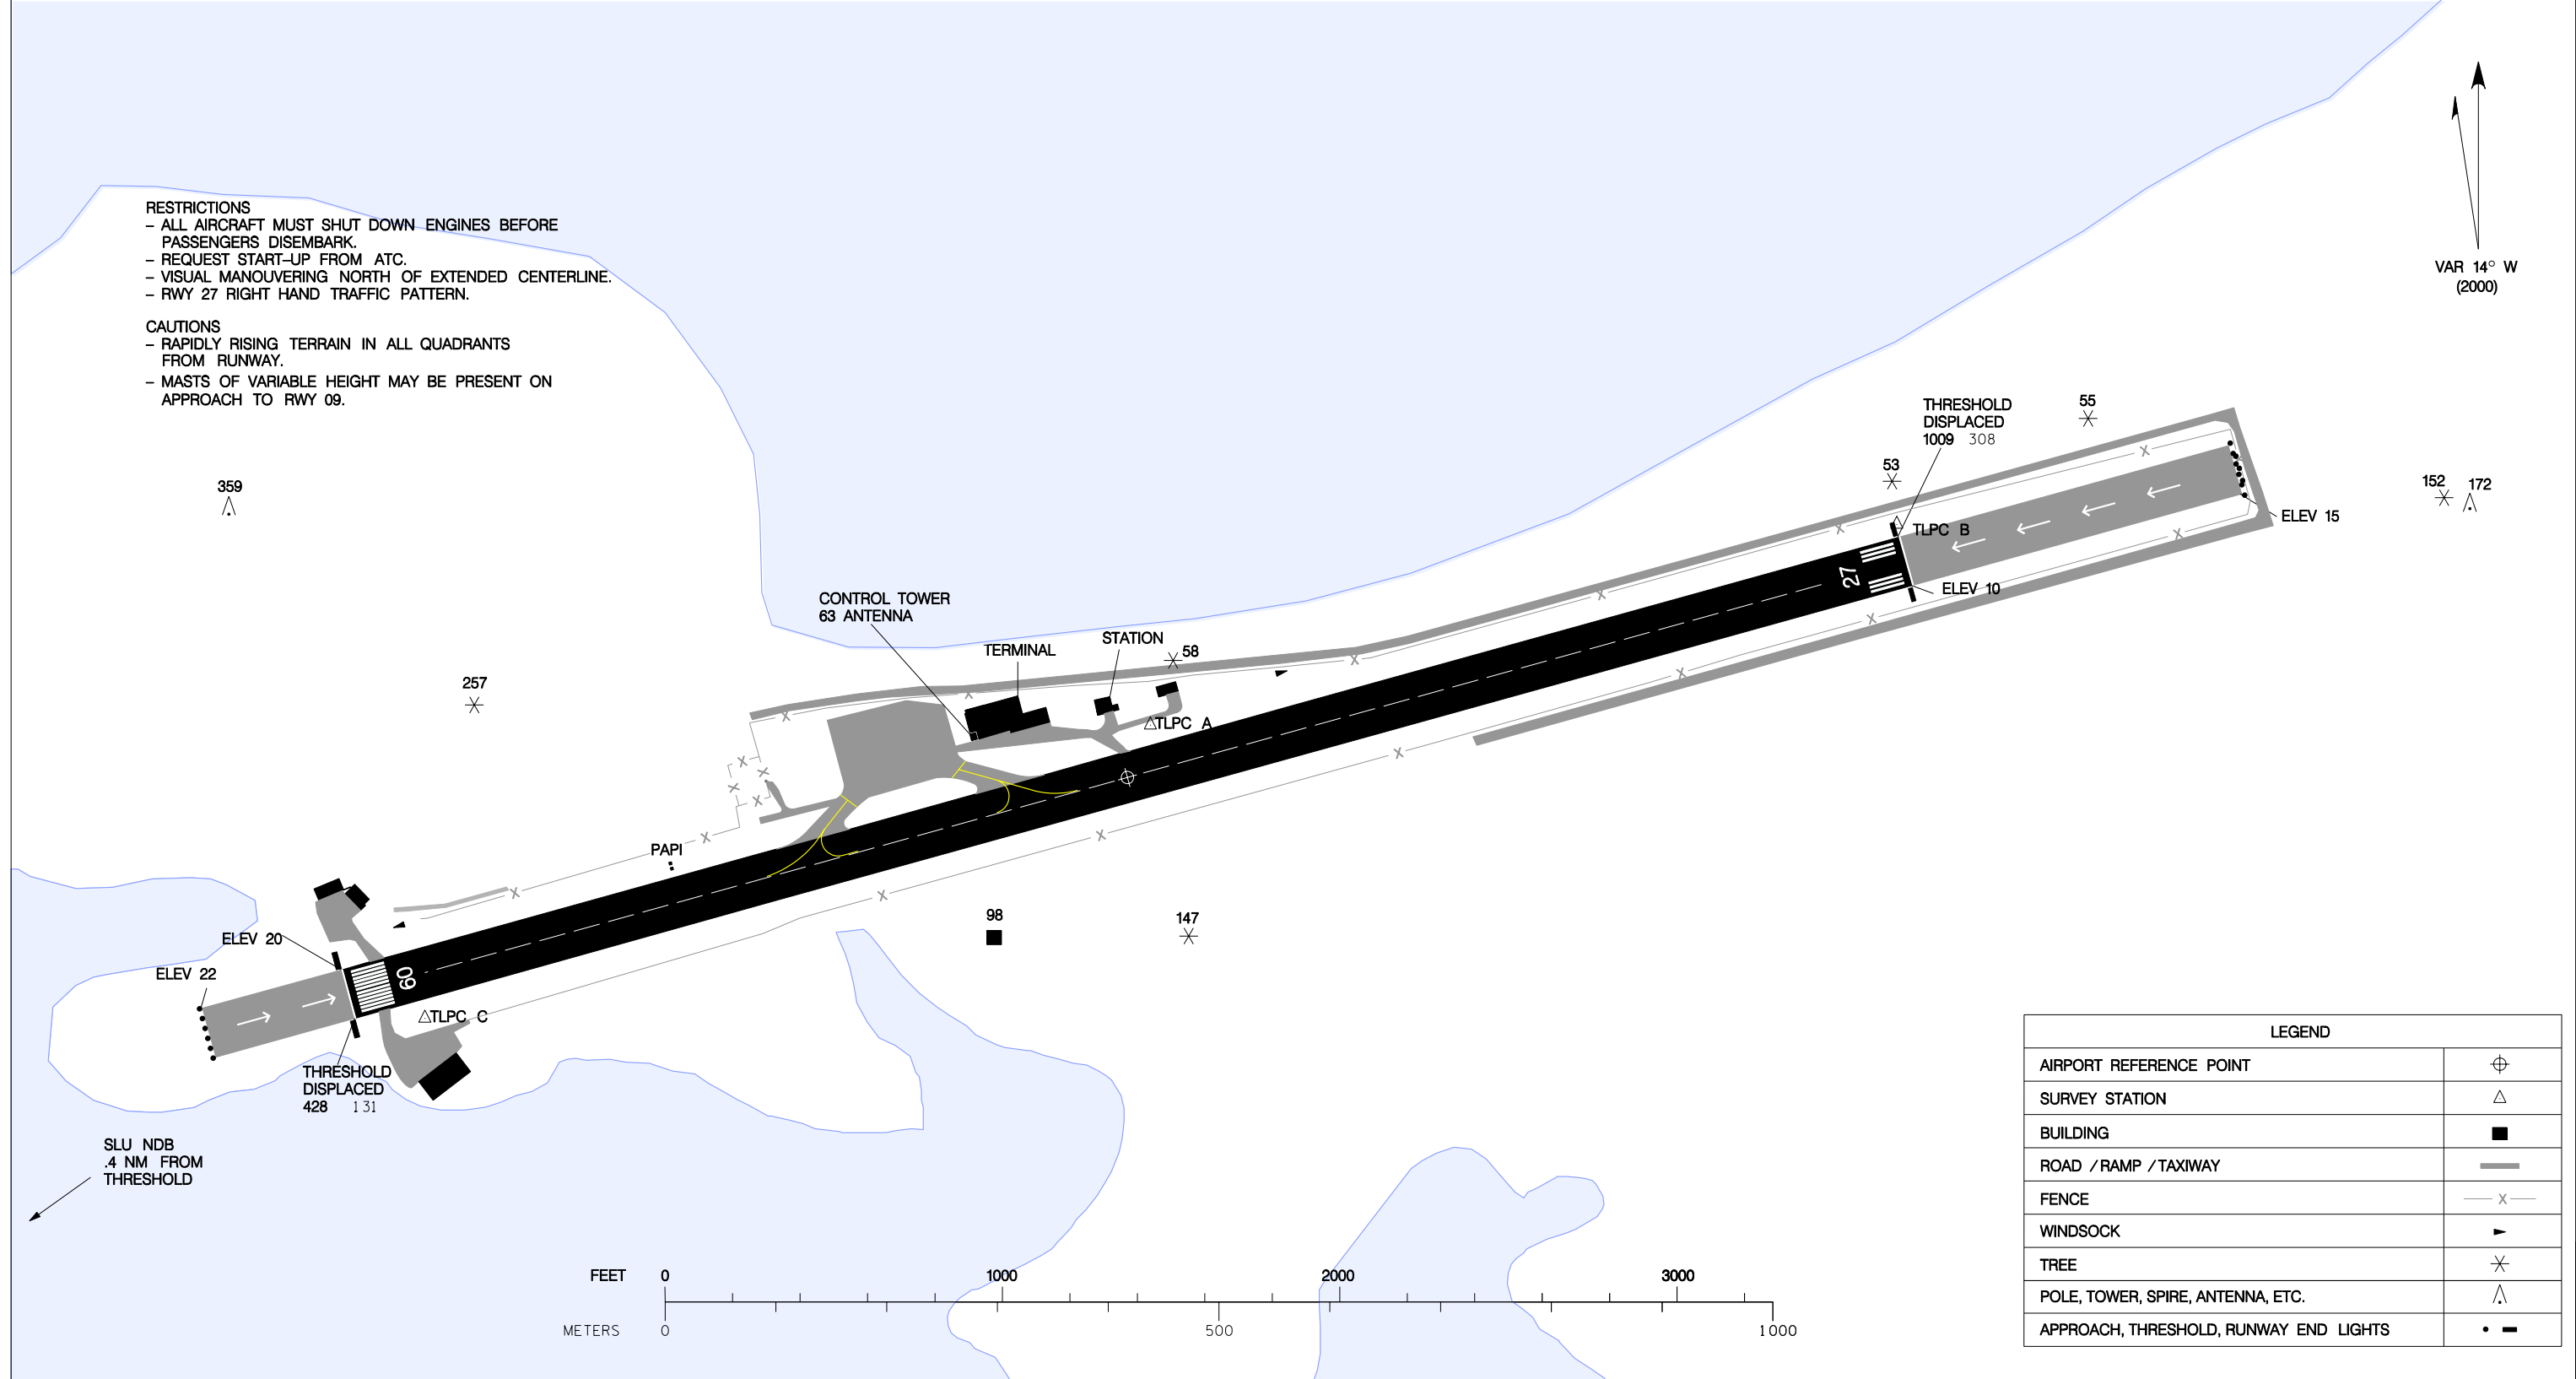 RESTRICTIONS
– ALL AIRCRAFT MUST SHUT DOWN ENGINES BEFORE
PASSENGERS DISEMBARK.
– REQUEST START–UP FROM ATC.
– VISUAL MANOUVERING NORTH OF EXTENDED CENTERLINE.
– RWY 27 RIGHT HAND TRAFFIC PATTERN.
CAUTIONS
– RAPIDLY RISING TERRAIN IN ALL QUADRANTS
FROM RUNWAY.
– MASTS OF VARIABLE HEIGHT MAY BE PRESENT ON
APPROACH TO RWY 09.
VAR 14° W
(2000)
THRESHOLD
DISPLACED
1009 308
55
53
359
152
172
ELEV 15
TLPC B
27
ELEV 10
CONTROL TOWER
63 ANTENNA
STATION
TERMINAL
58
257
TLPC A
PAPI
98
147
ELEV 20
ELEV 22
09
TLPC C
THRESHOLD
DISPLACED
428 131
SLU NDB
.4 NM FROM
THRESHOLD
FEET 0 1000 2000 3000
METERS 0 500 1000
LEGEND
AIRPORT REFERENCE POINT
SURVEY STATION
BUILDING
ROAD / RAMP / TAXIWAY
FENCE
WINDSOCK
TREE
POLE, TOWER, SPIRE, ANTENNA, ETC.
APPROACH, THRESHOLD, RUNWAY END LIGHTS